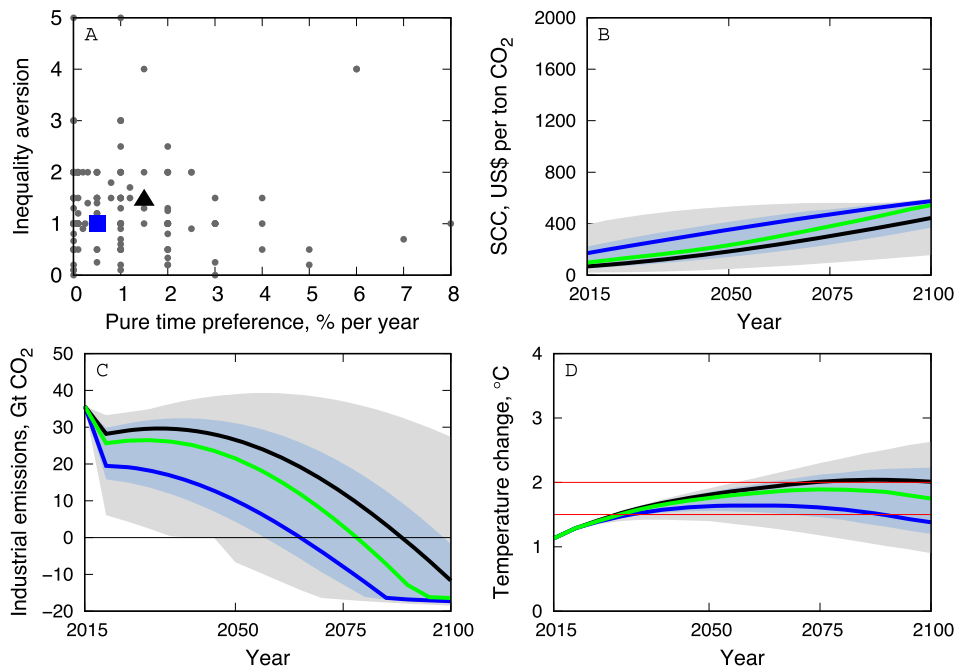 A
Inequality aversion
5
4
3
2
1
0
0 1 2 3 4 5 6 7 8
Pure time preference, % per year
B
SCC, US$ per ton CO2
2000
1600
1200
800
400
0
2015 2050 2075 2100
Year
C
Industrial emissions, Gt CO2
50
40
30
20
10
0
−10
−20
2015 2050 2075 2100
Year
D
Temperature change, °C
4
3
2
1
0
2015 2050 2075 2100
Year